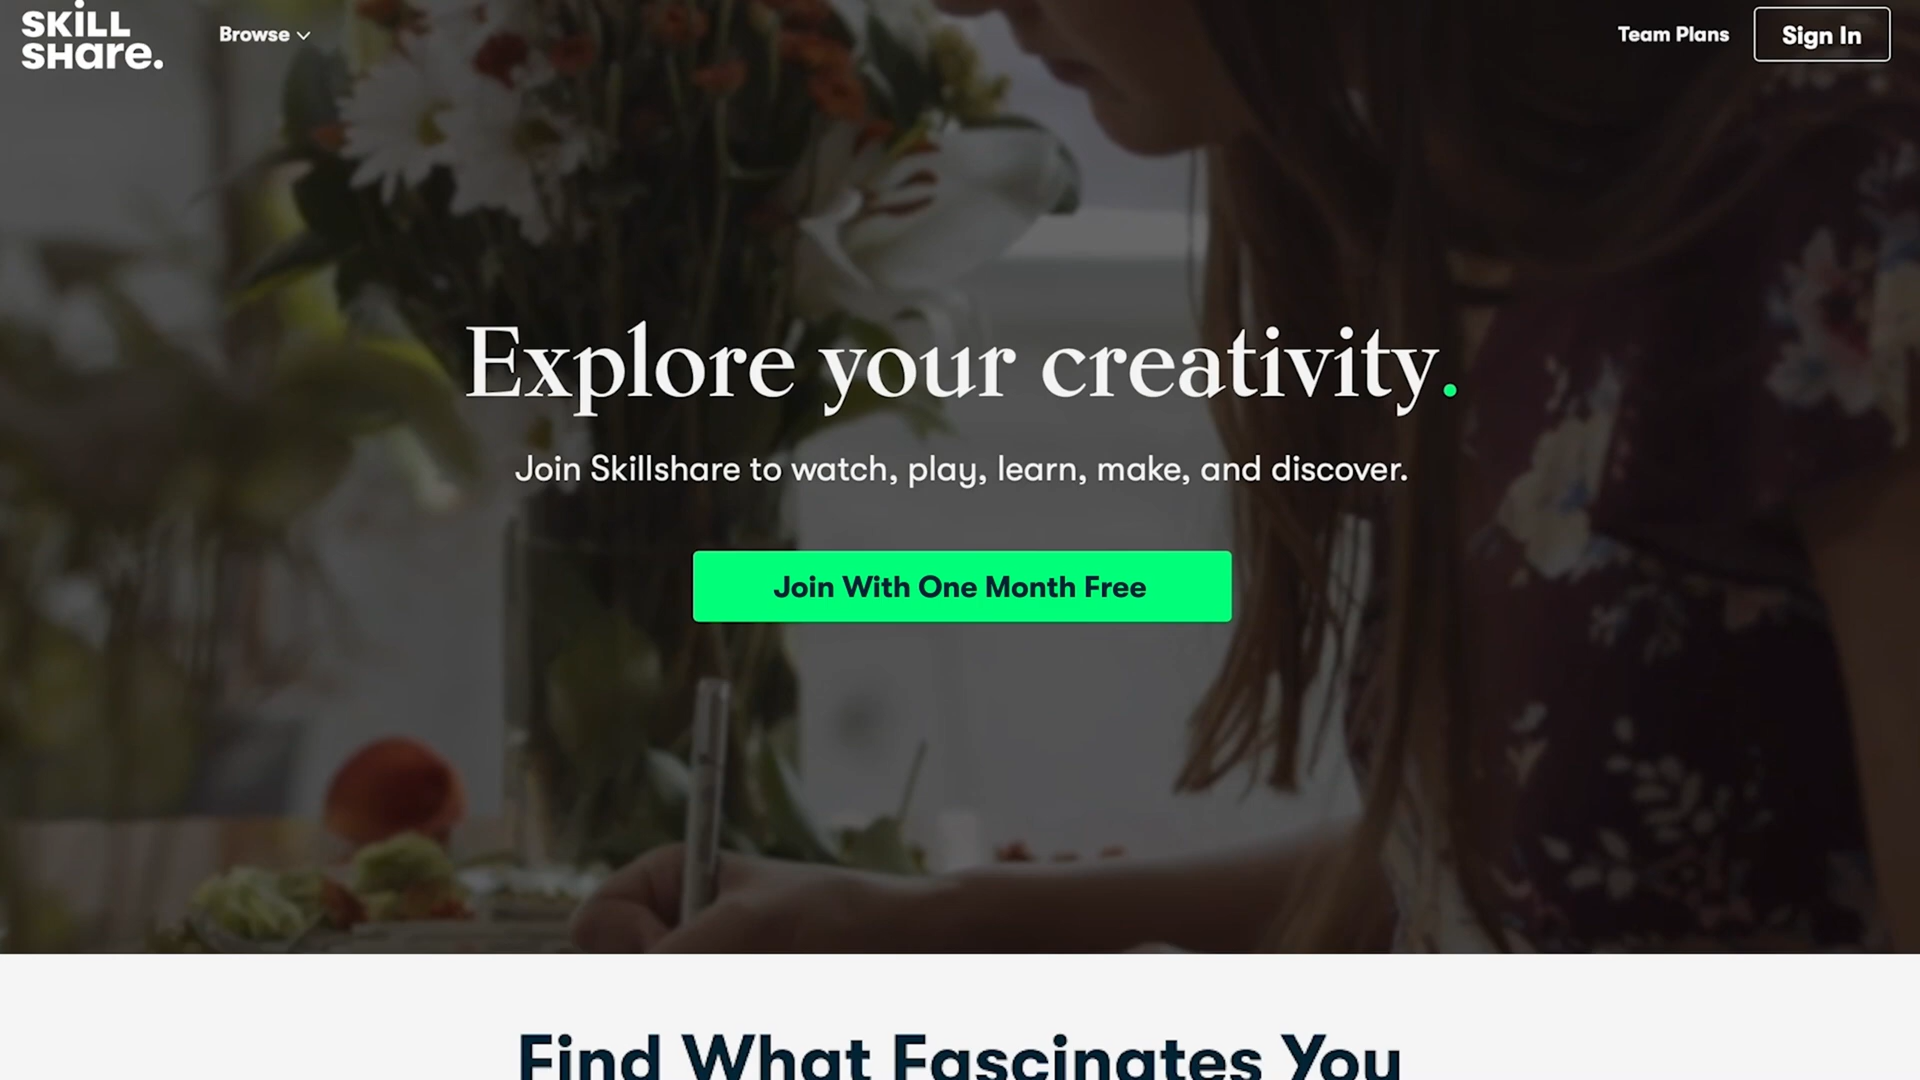 SKiLL
SHare.
Browse
Team Plans
Sign In
Explore your creativity.
Join Skillshare to watch, play, learn, make, and discover.
Join With One Month Free
Find What Fascinates You